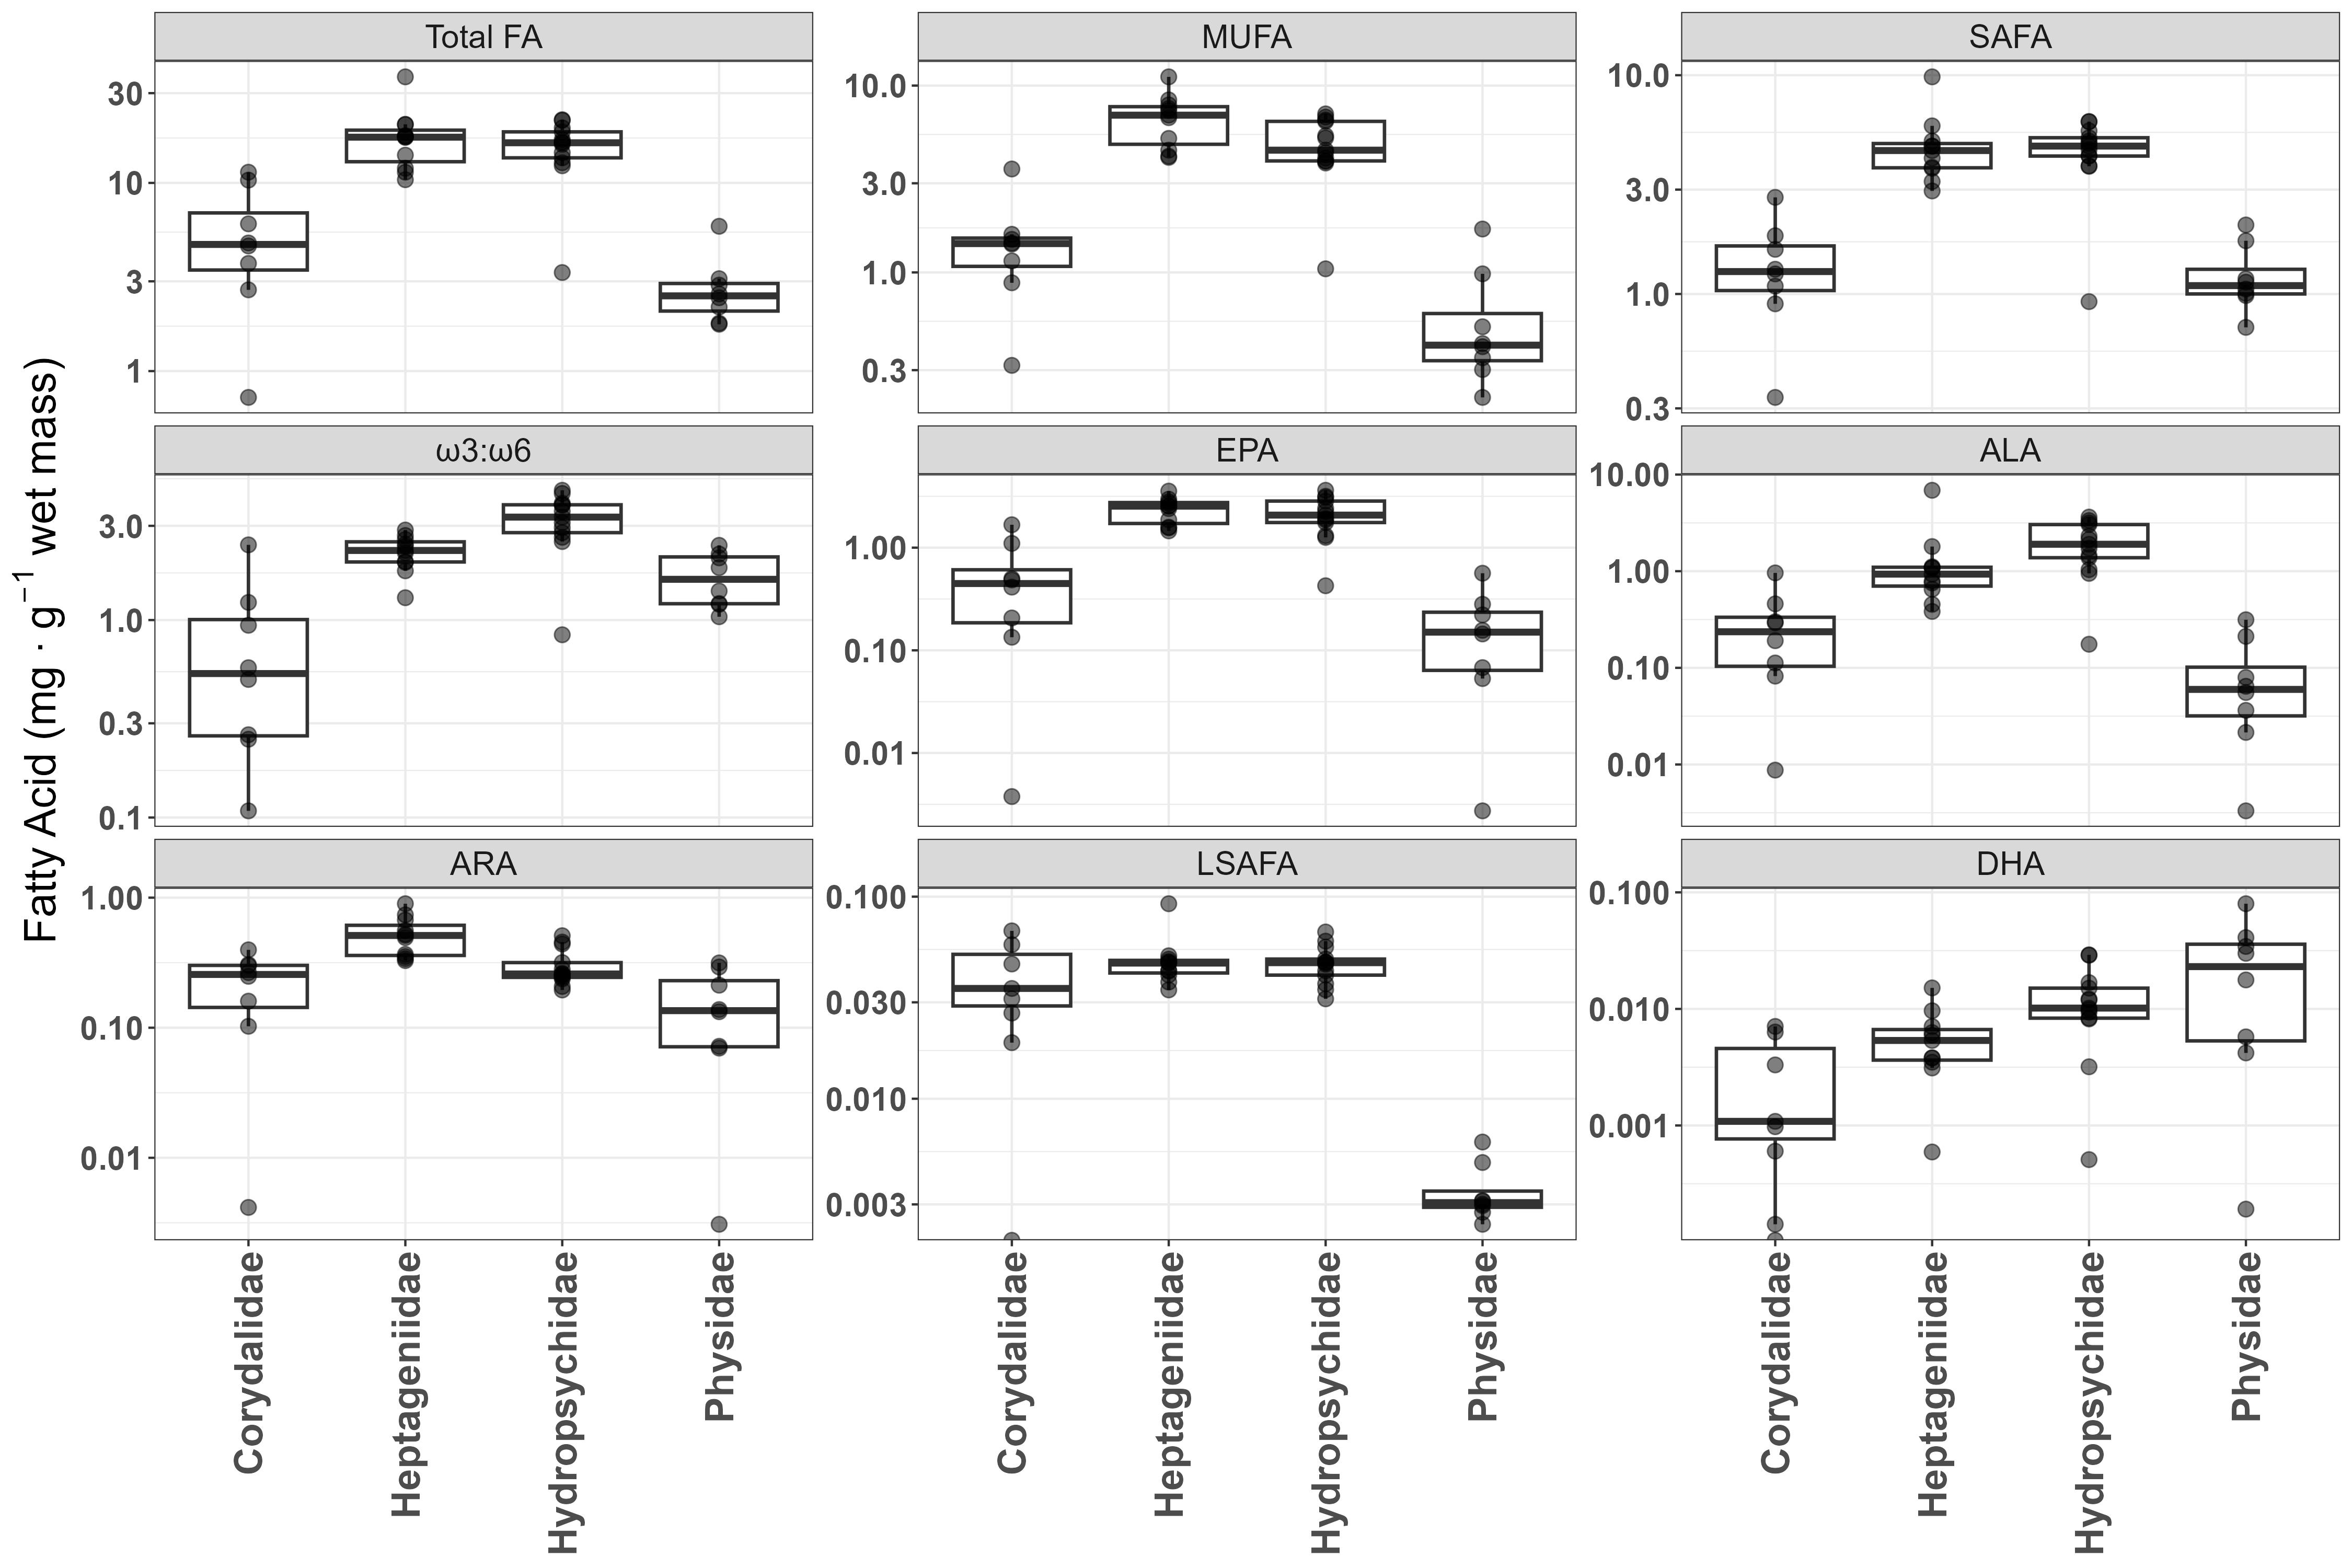 Total FA
MUFA
SAFA
30
10
3
1
10.0
3.0
1.0
0.3
10.0
3.0
1.0
0.3
ω3:ω6
EPA
ALA
3.0
1.0
0.3
0.1
1.00
0.10
0.01
10.00
1.00
0.10
0.01
ARA
LSAFA
DHA
1.00
0.10
0.01
0.100
0.030
0.010
0.003
0.100
0.010
0.001
Fatty Acid (mg · g⁻¹ wet mass)
Corydalidae
Heptageniidae
Hydropsychidae
Physidae
Corydalidae
Heptageniidae
Hydropsychidae
Physidae
Corydalidae
Heptageniidae
Hydropsychidae
Physidae